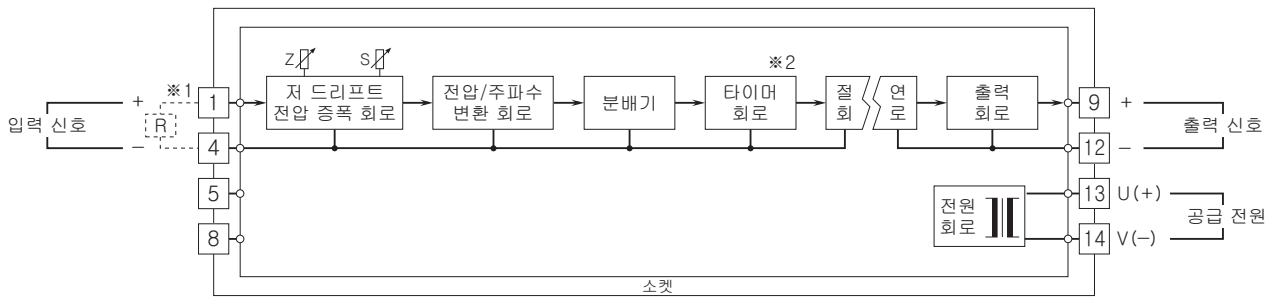 Z
S
※1
※2
1
저 드리프트
전압 증폭 회로
전압/주파수
변환 회로
분배기
타이머
회로
절 연
회 로
출력
회로
9
+
+
입력 신호
R
출력 신호
−
4
12
−
5
13
U(+)
전원
회로
공급 전원
8
14
V(−)
소켓